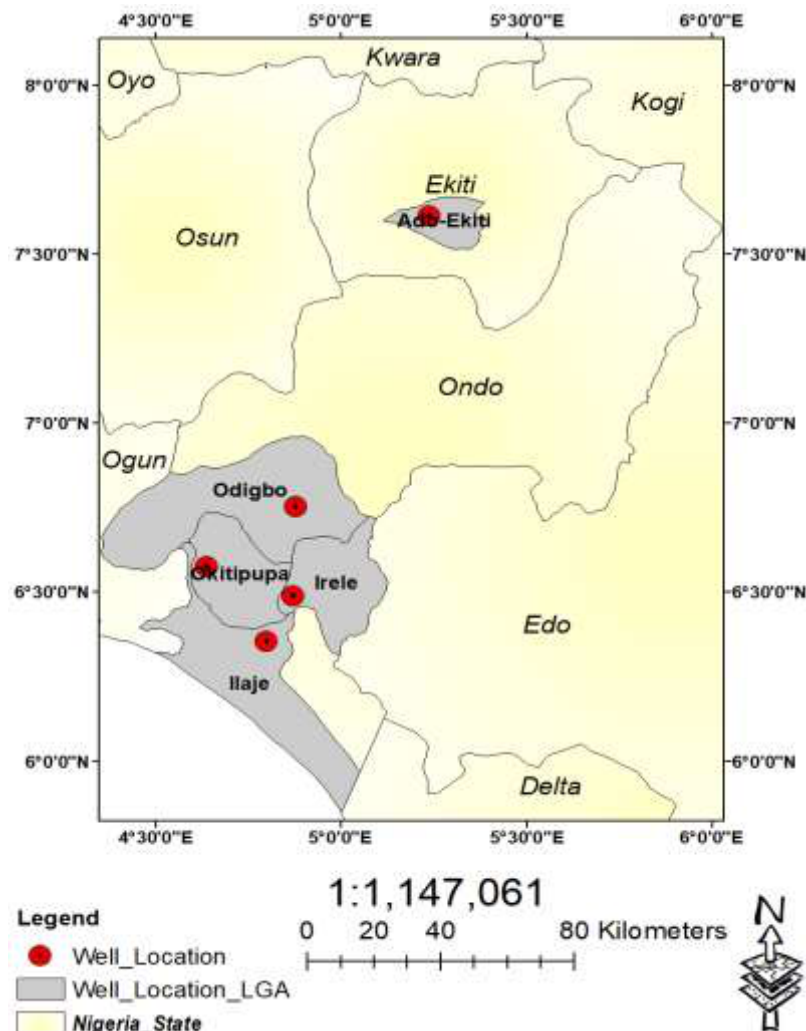 4°30'0"E 5°0'0"E 5°30'0"E 6°0'0"E
Kwara
Oyo
8°0'0"N 8°0'0"N
Kogi
Ekiti
Ado-Ekiti
Osun
7°30'0"N 7°30'0"N
Ondo
7°0'0"N 7°0'0"N
Ogun
Odigbo
Okitipupa
Irele
6°30'0"N 6°30'0"N
Edo
Ilaje
6°0'0"N 6°0'0"N
Delta
4°30'0"E 5°0'0"E 5°30'0"E 6°0'0"E
1:1,147,061
Legend
0 20 40 80 Kilometers
N
Well_Location
Well_Location_LGA
Nigeria_State